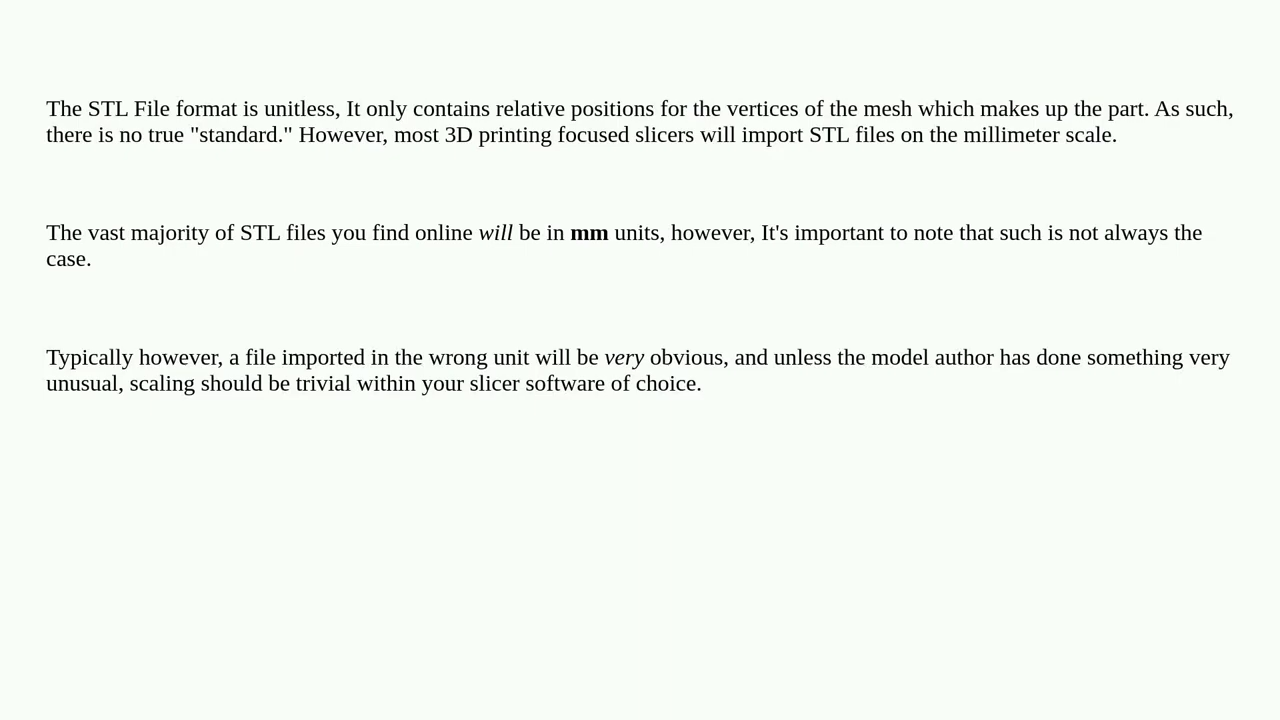 The STL File format is unitless, It only contains relative positions for the vertices of the mesh which makes up the part. As such,
there is no true "standard." However, most 3D printing focused slicers will import STL files on the millimeter scale.
The vast majority of STL files you find online will be in mm units, however, It's important to note that such is not always the
case.
Typically however, a file imported in the wrong unit will be very obvious, and unless the model author has done something very
unusual, scaling should be trivial within your slicer software of choice.